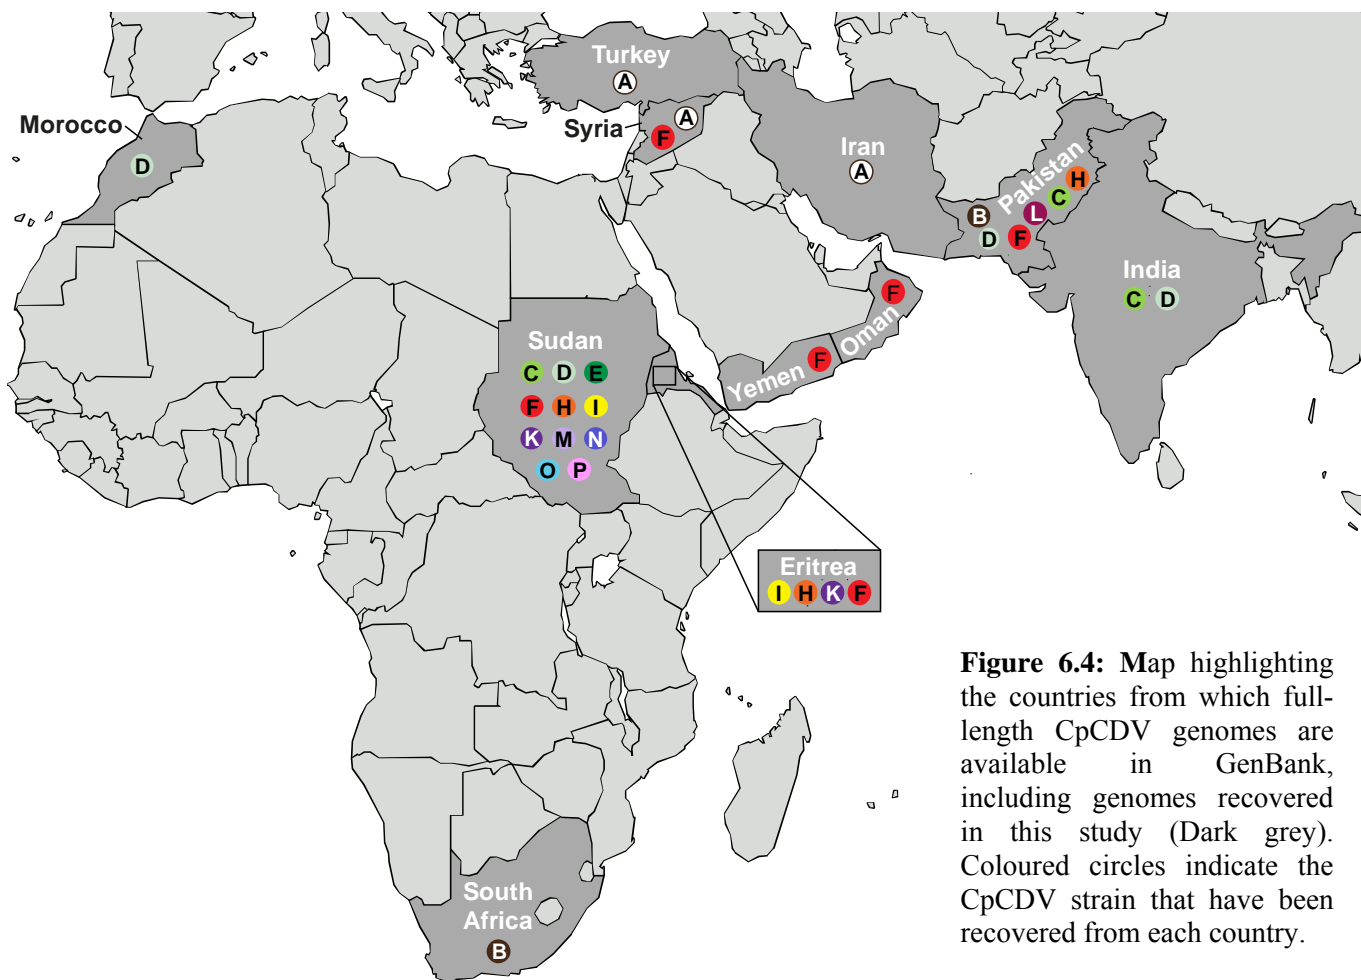 Turkey
A
Morocco
D
Syria
A
F
Iran
A
Pakistan
H
C
L
B
D
F
India
C D
Oman
F
Yemen
F
Sudan
C D E
F H I
K M N
O P
Eritrea
I H K F
South
Africa
B
Figure 6.4: Map highlighting
the countries from which full-
length CpCDV genomes are
available in GenBank,
including genomes recovered
in this study (Dark grey).
Coloured circles indicate the
CpCDV strain that have been
recovered from each country.